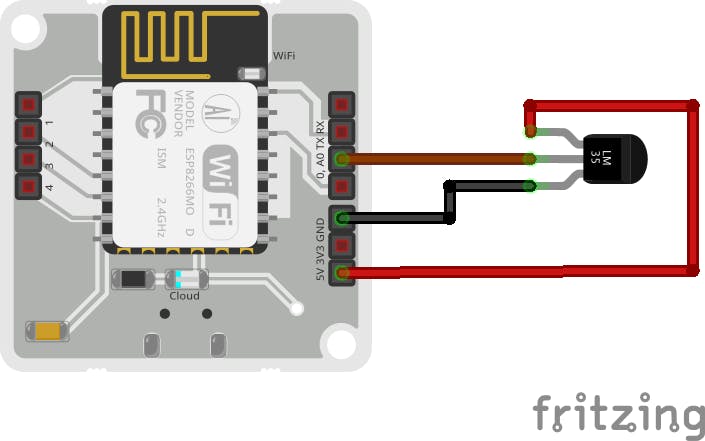 WiFi
MODEL
VENDOR
AI
FC
ISM
ESP8266MO D
2.4GHz
Wi Fi
1
2
3
4
0, A0 TX RX
5V 3V3 GND
Cloud
LM
35
fritzing